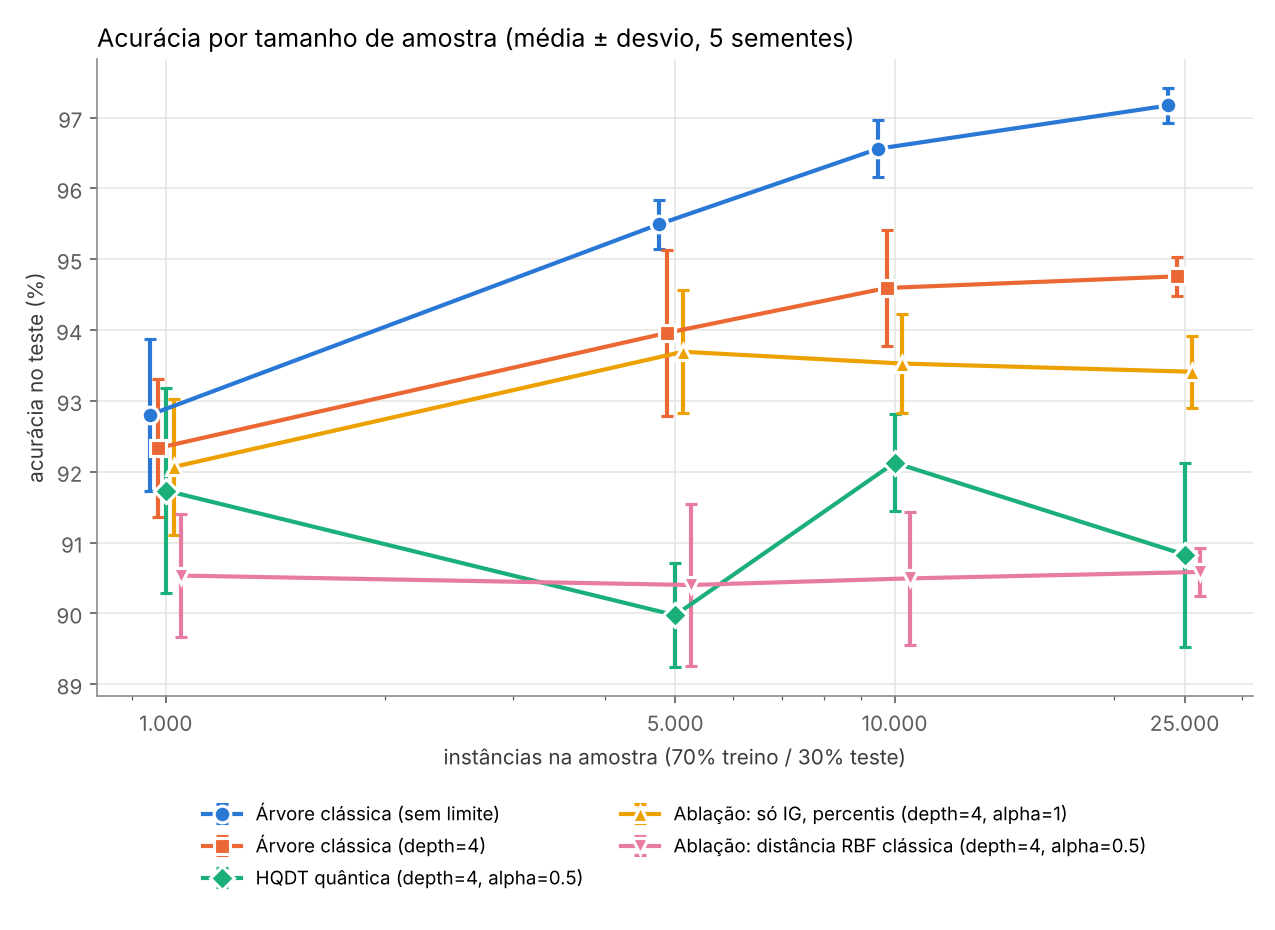 Acurácia por tamanho de amostra (média ± desvio, 5 sementes)
acurácia no teste (%)
97
96
95
94
93
92
91
90
89
1.000
5.000
10.000
25.000
instâncias na amostra (70% treino / 30% teste)
Árvore clássica (sem limite)
Árvore clássica (depth=4)
HQDT quântica (depth=4, alpha=0.5)
Ablação: só IG, percentis (depth=4, alpha=1)
Ablação: distância RBF clássica (depth=4, alpha=0.5)